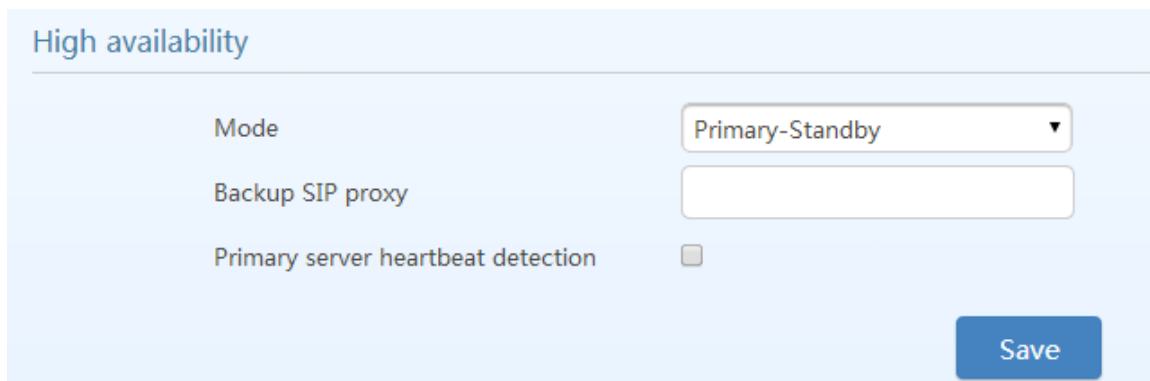 High availability
Mode Primary-Standby
Backup SIP proxy
Primary server heartbeat detection
Save